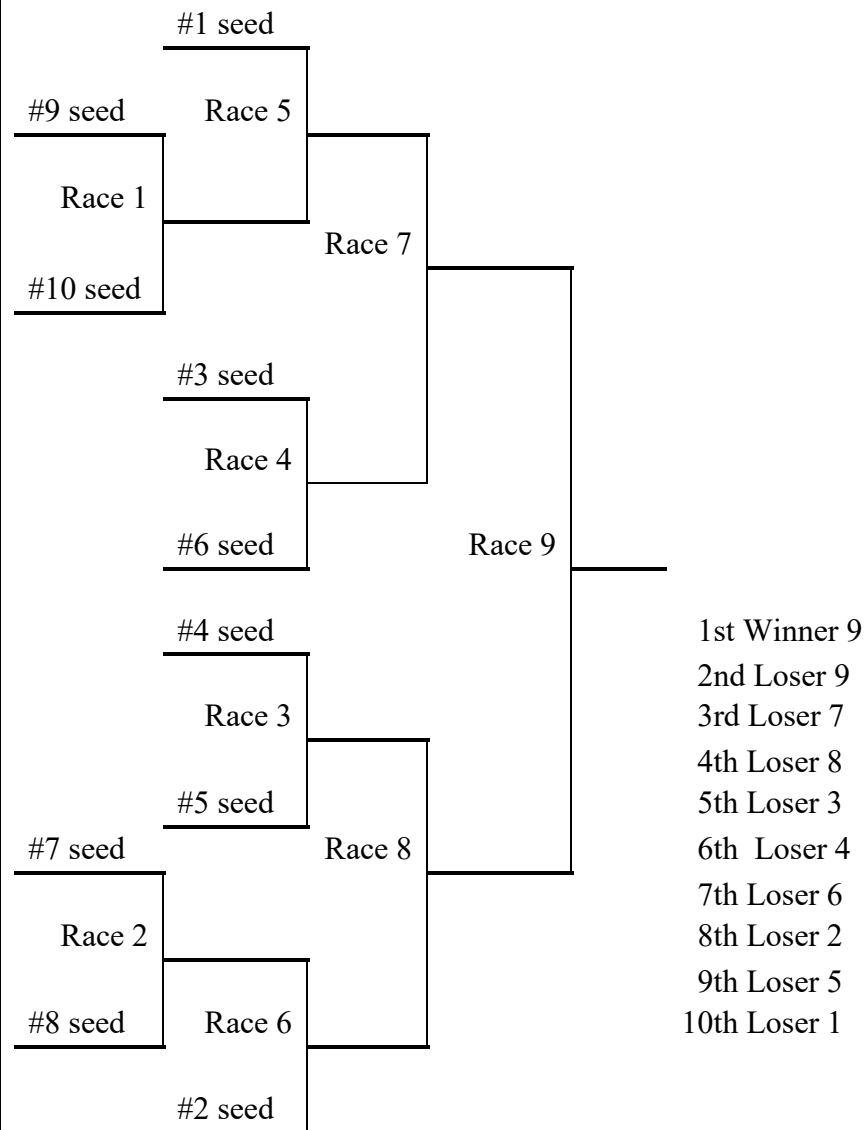 #1 seed
#9 seed
Race 5
Race 1
Race 7
#10 seed
#3 seed
Race 4
#6 seed
Race 9
#4 seed
1st Winner 9
2nd Loser 9
Race 3
3rd Loser 7
4th Loser 8
#5 seed
5th Loser 3
#7 seed
Race 8
6th  Loser 4
7th Loser 6
Race 2
8th Loser 2
9th Loser 5
#8 seed
Race 6
10th Loser 1
#2 seed